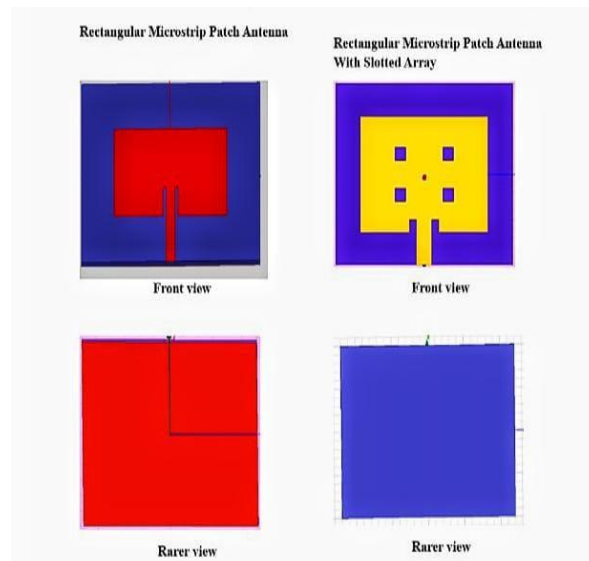 Rectangular Microstrip Patch Antenna
Rectangular Microstrip Patch Antenna
With Slotted Array
Front view
Front view
Rarer view
Rarer view